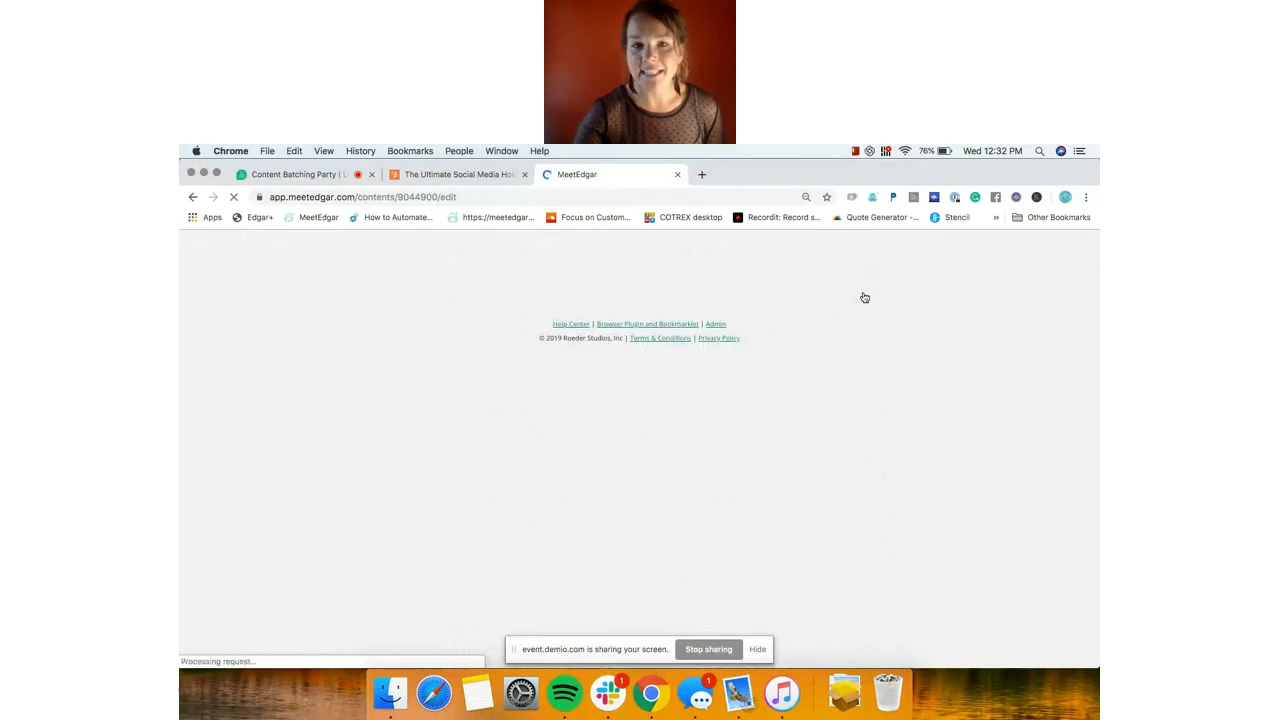 Chrome File Edit View History Bookmarks People Window Help 76% Wed 12:32 PM
Content Batching Party | L The Ultimate Social Media Ho MeetEdgar
app.meetedgar.com/contents/9044900/edit
Apps Edgar+ MeetEdgar How to Automate... https://meetedgar... Focus on Custom... COTREX desktop Recordit: Record s... Quote Generator -... Stencil » Other Bookmarks
Help Center | Browser Plugin and Bookmarklet | Admin
© 2019 Roeder Studios, Inc | Terms & Conditions | Privacy Policy
event.demio.com is sharing your screen. Stop sharing Hide
request...
1 1